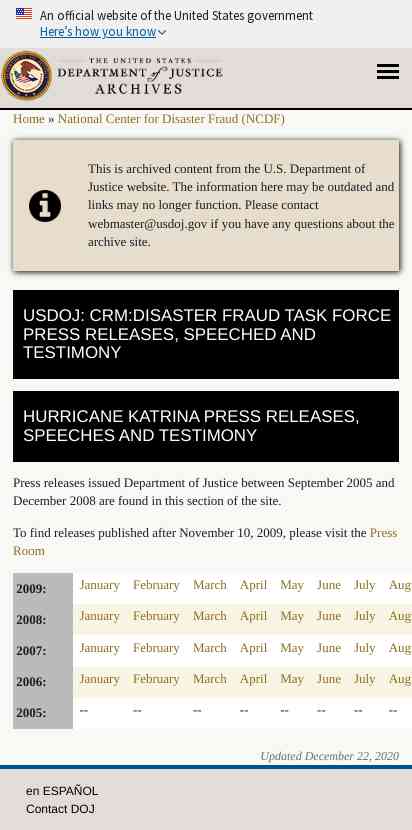 An official website of the United States government
Here's how you know
THE UNITED STATES
DEPARTMENT of JUSTICE
ARCHIVES
Home » National Center for Disaster Fraud (NCDF)
This is archived content from the U.S. Department of
Justice website. The information here may be outdated and
links may no longer function. Please contact
webmaster@usdoj.gov if you have any questions about the
archive site.
USDOJ: CRM:DISASTER FRAUD TASK FORCE
PRESS RELEASES, SPEECHED AND
TESTIMONY
HURRICANE KATRINA PRESS RELEASES,
SPEECHES AND TESTIMONY
Press releases issued Department of Justice between September 2005 and
December 2008 are found in this section of the site.
To find releases published after November 10, 2009, please visit the Press
Room
2009: January February March April May June July Aug
2008: January February March April May June July Aug
2007: January February March April May June July Aug
2006: January February March April May June July Aug
2005: -- -- -- -- -- -- -- --
Updated December 22, 2020
en ESPAÑOL
Contact DOJ